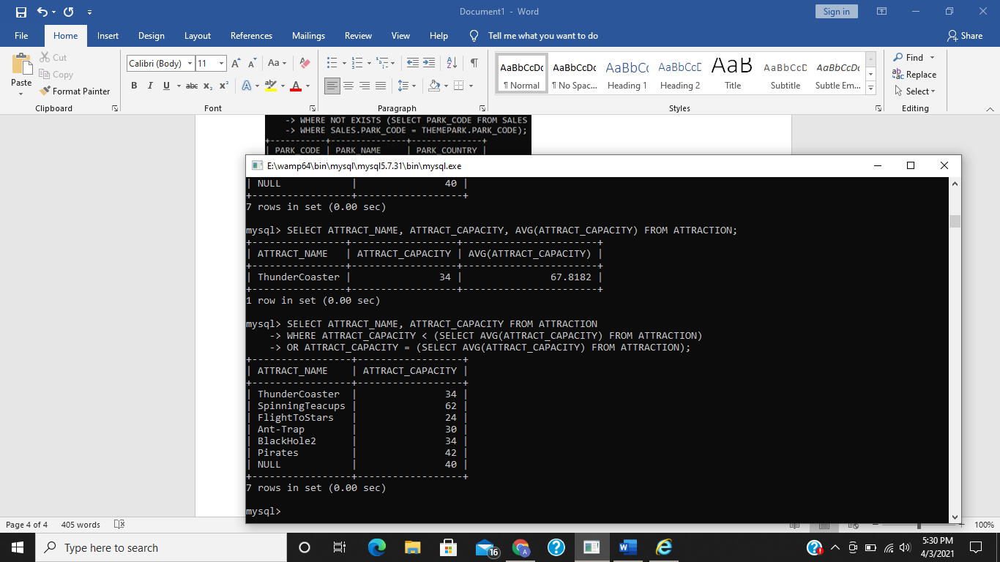 Document1 - Word
Sign in
File Home Insert Design Layout References Mailings Review View Help Tell me what you want to do Share
Paste
Cut
Copy
Format Painter
Clipboard
Calibri (Body) 11
Font
Paragraph
AaBbCcDc AaBbCcDc AaBbCc AaBbCcC AaB AaBbCcD AaBbCcDc
¶ Normal ¶ No Spac... Heading 1 Heading 2 Title Subtitle Subtle Em...
Styles
Find
Replace
Select
Editing
-> WHERE NOT EXISTS (SELECT PARK_CODE FROM SALES
-> WHERE SALES.PARK_CODE = THEMEPARK.PARK_CODE);
+-----------+---------------+--------------+
| PARK_CODE | PARK_NAME | PARK_COUNTRY |
E:\wamp64\bin\mysql\mysql5.7.31\bin\mysql.exe
| NULL | 40 |
+-----------------+------------------+
7 rows in set (0.00 sec)
mysql> SELECT ATTRACT_NAME, ATTRACT_CAPACITY, AVG(ATTRACT_CAPACITY) FROM ATTRACTION;
+----------------+------------------+-----------------------+
| ATTRACT_NAME | ATTRACT_CAPACITY | AVG(ATTRACT_CAPACITY) |
+----------------+------------------+-----------------------+
| ThunderCoaster | 34 | 67.8182 |
+----------------+------------------+-----------------------+
1 row in set (0.00 sec)
mysql> SELECT ATTRACT_NAME, ATTRACT_CAPACITY FROM ATTRACTION
-> WHERE ATTRACT_CAPACITY < (SELECT AVG(ATTRACT_CAPACITY) FROM ATTRACTION)
-> OR ATTRACT_CAPACITY = (SELECT AVG(ATTRACT_CAPACITY) FROM ATTRACTION);
+-----------------+------------------+
| ATTRACT_NAME | ATTRACT_CAPACITY |
+-----------------+------------------+
| ThunderCoaster | 34 |
| SpinningTeacups | 62 |
| FlightToStars | 24 |
| Ant-Trap | 30 |
| BlackHole2 | 34 |
| Pirates | 42 |
| NULL | 40 |
+-----------------+------------------+
7 rows in set (0.00 sec)
mysql>
Page 4 of 4 405 words 100%
Type here to search
16
5:30 PM
4/3/2021